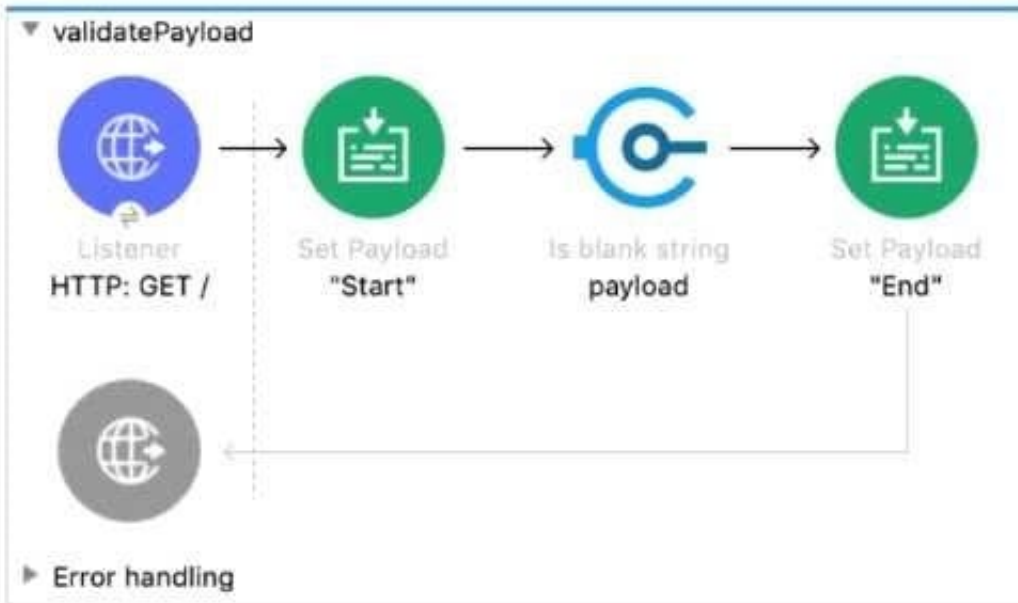 validatePayload
Listener
HTTP: GET /
Set Payload
"Start"
Is blank string
payload
Set Payload
"End"
Error handling